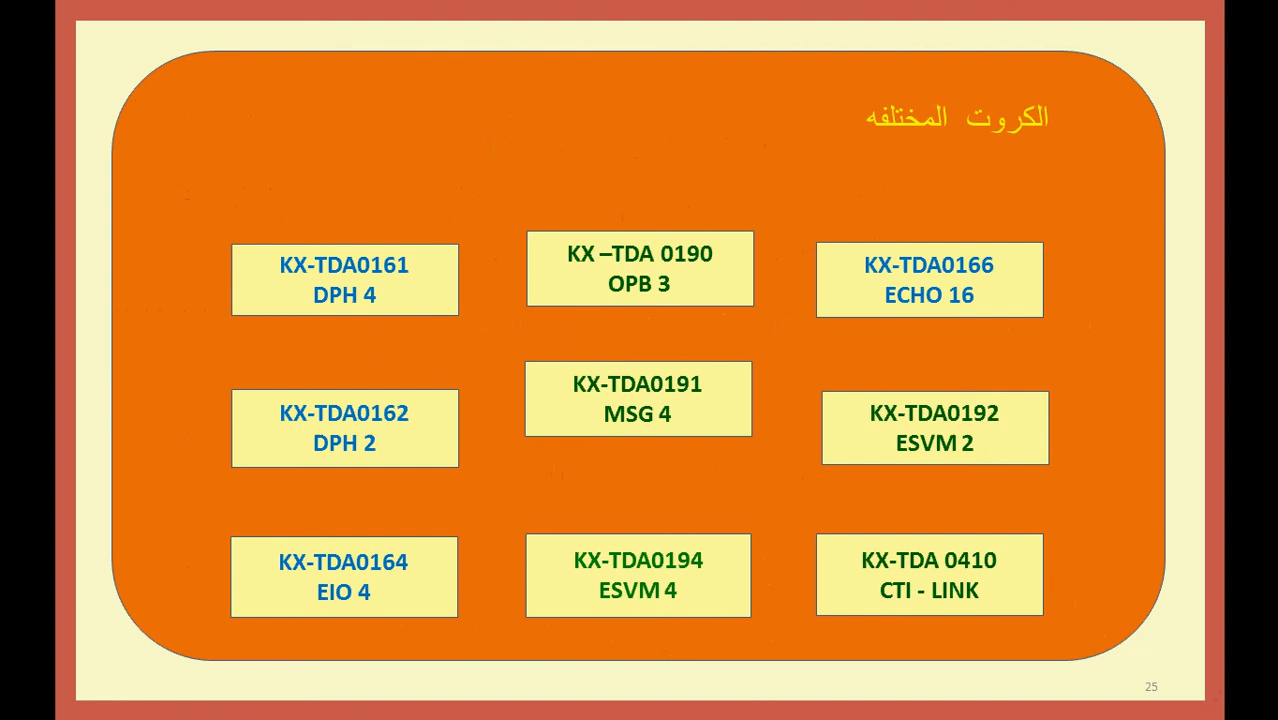 الكروت المختلفه
KX-TDA0161
DPH 4
KX –TDA 0190
OPB 3
KX-TDA0166
ECHO 16
KX-TDA0162
DPH 2
KX-TDA0191
MSG 4
KX-TDA0192
ESVM 2
KX-TDA0164
EIO 4
KX-TDA0194
ESVM 4
KX-TDA 0410
CTI - LINK
25